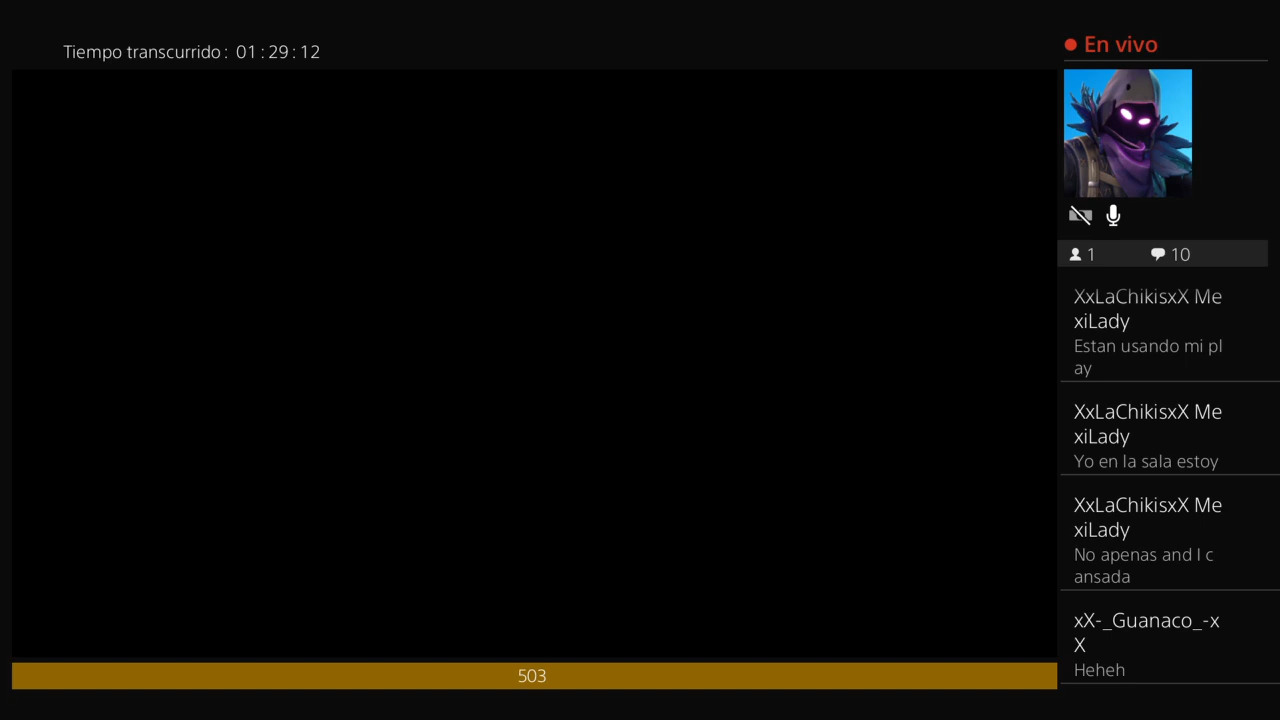 Tiempo transcurrido: 01:29:12
En vivo
1 10
XxLaChikisxX Me
xiLady
Estan usando mi pl
ay
XxLaChikisxX Me
xiLady
Yo en la sala estoy
XxLaChikisxX Me
xiLady
No apenas and I c
ansada
xX-_Guanaco_-x
X
Heheh
503